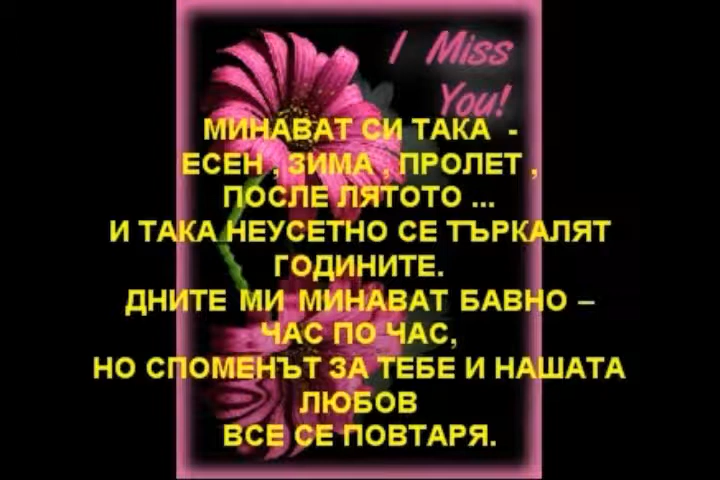 I Miss
You!
МИНАВАТ СИ ТАКА -
ЕСЕН , ЗИМА , ПРОЛЕТ ,
ПОСЛЕ ЛЯТОТО ...
И ТАКА НЕУСЕТНО СЕ ТЪРКАЛЯТ
ГОДИНИТЕ.
ДНИТЕ МИ МИНАВАТ БАВНО –
ЧАС ПО ЧАС,
НО СПОМЕНЪТ ЗА ТЕБЕ И НАШАТА
ЛЮБОВ
ВСЕ СЕ ПОВТАРЯ.